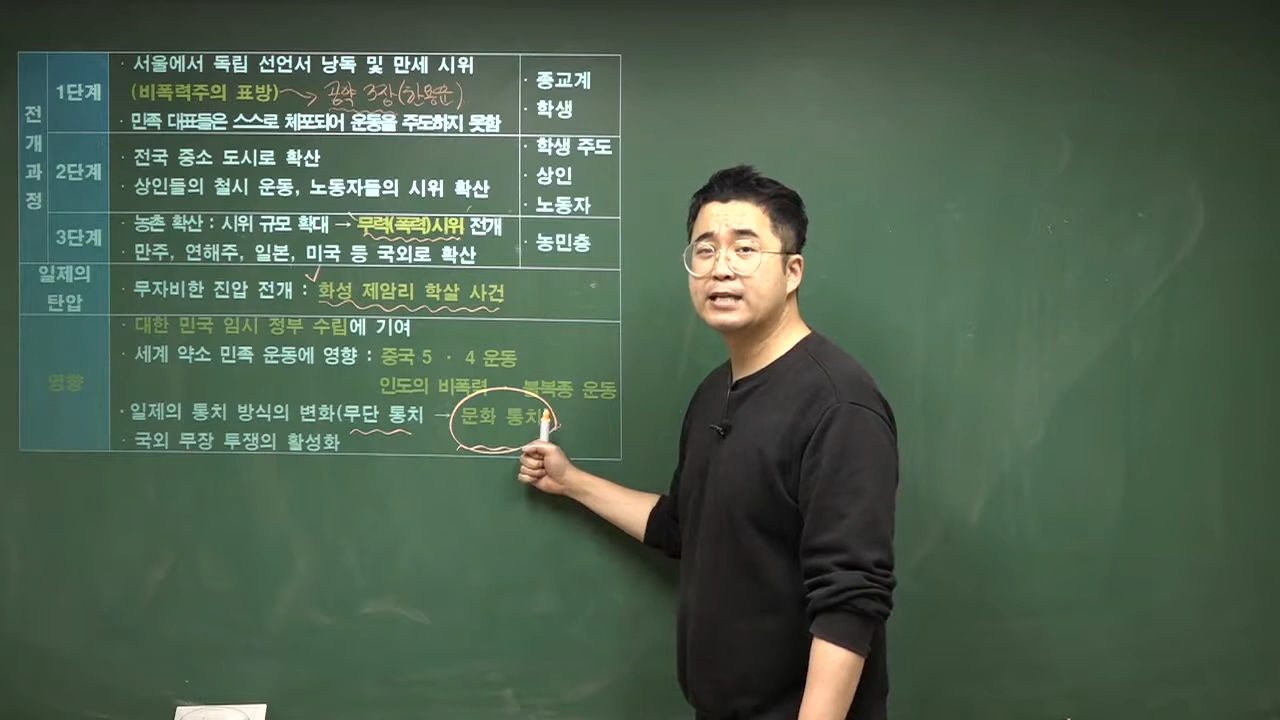 전개과정
1단계
· 서울에서 독립 선언서 낭독 및 만세 시위
(비폭력주의 표방) → 공약 3장(한용운)
· 민족 대표들은 스스로 체포되어 운동을 주도하지 못함
· 종교계
· 학생
2단계
· 전국 중소 도시로 확산
· 상인들의 철시 운동, 노동자들의 시위 확산
· 학생 주도
· 상인
· 노동자
3단계
· 농촌 확산 : 시위 규모 확대 → 무력(폭력)시위 전개
· 만주, 연해주, 일본, 미국 등 국외로 확산
· 농민층
일제의
탄압
· 무자비한 진압 전개 : 화성 제암리 학살 사건
영향
· 대한 민국 임시 정부 수립에 기여
· 세계 약소 민족 운동에 영향 : 중국 5 · 4 운동
인도의 비폭력 · 불복종 운동
· 일제의 통치 방식의 변화(무단 통치 → 문화 통치
· 국외 무장 투쟁의 활성화